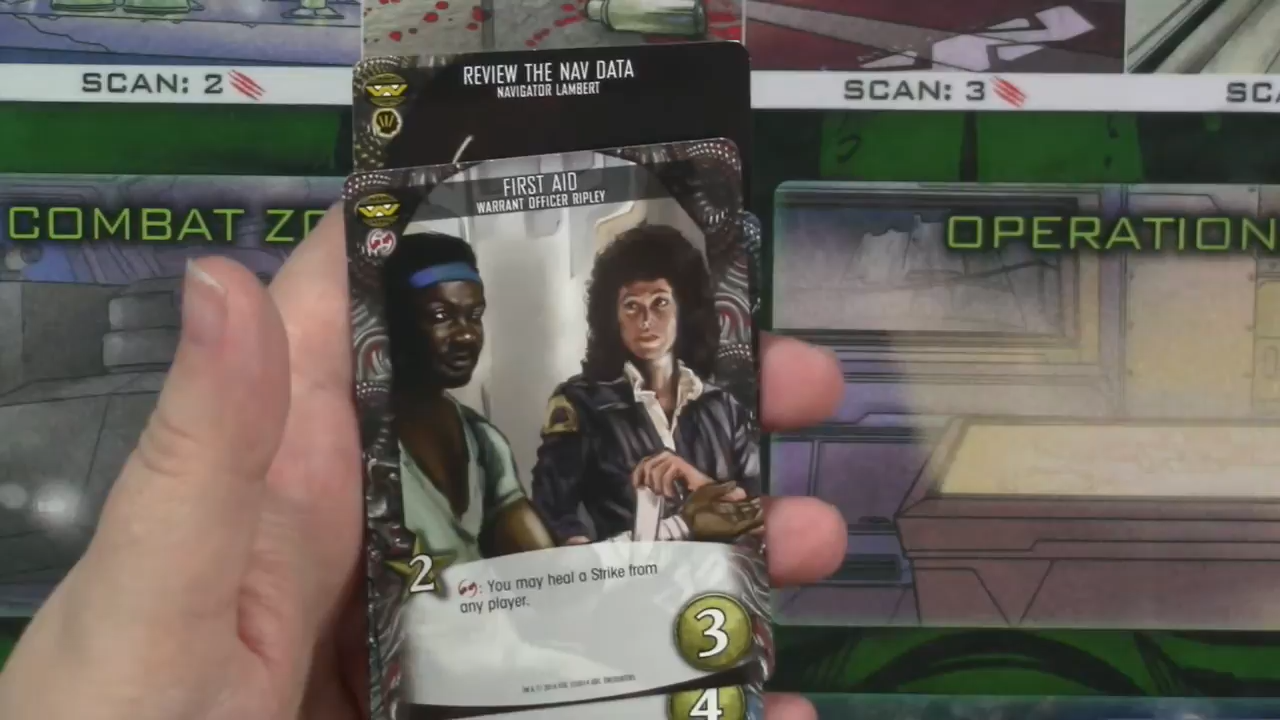 SCAN: 2
SCAN: 3
SC
REVIEW THE NAV DATA
NAVIGATOR LAMBERT
FIRST AID
WARRANT OFFICER RIPLEY
COMBAT ZO
OPERATION
2
: You may heal a Strike from
any player.
3
4